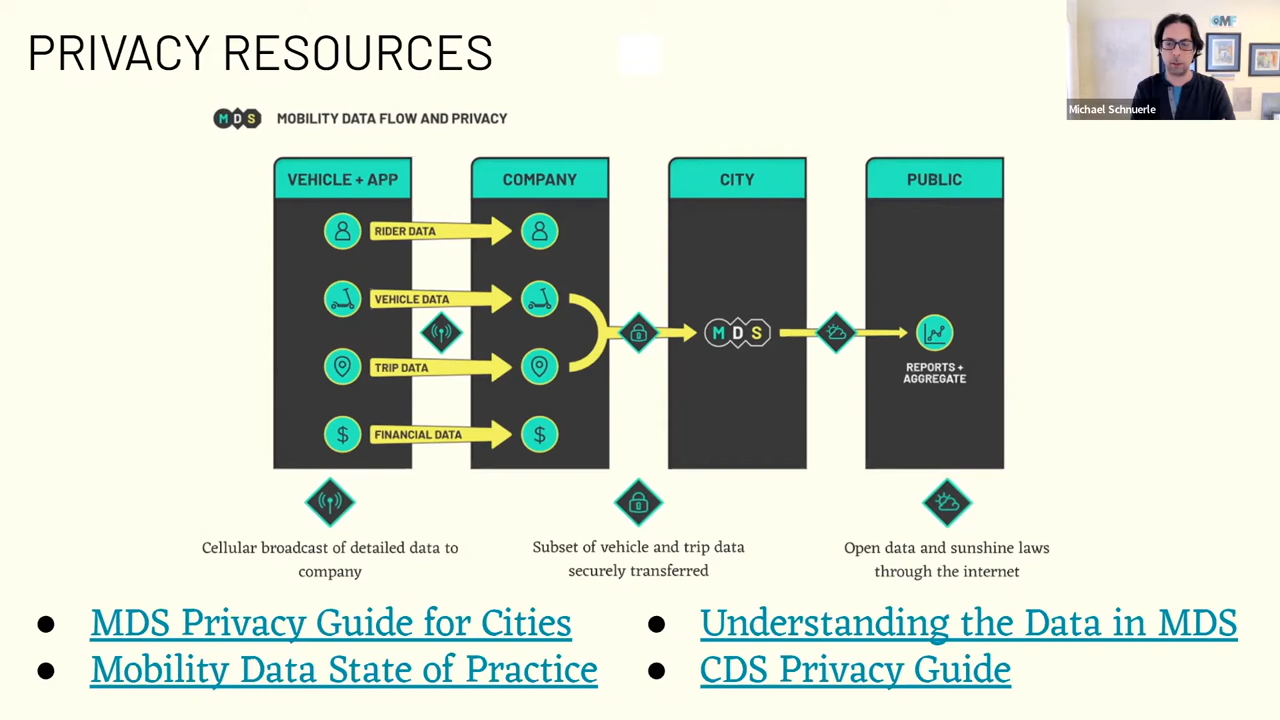 PRIVACY RESOURCES
OMF
Michael Schnuerle
MDS MOBILITY DATA FLOW AND PRIVACY
VEHICLE + APP
COMPANY
CITY
PUBLIC
RIDER DATA
VEHICLE DATA
TRIP DATA
FINANCIAL DATA
$
$
MDS
REPORTS +
AGGREGATE
Cellular broadcast of detailed data to
company
Subset of vehicle and trip data
securely transferred
Open data and sunshine laws
through the internet
● MDS Privacy Guide for Cities
● Mobility Data State of Practice
● Understanding the Data in MDS
● CDS Privacy Guide